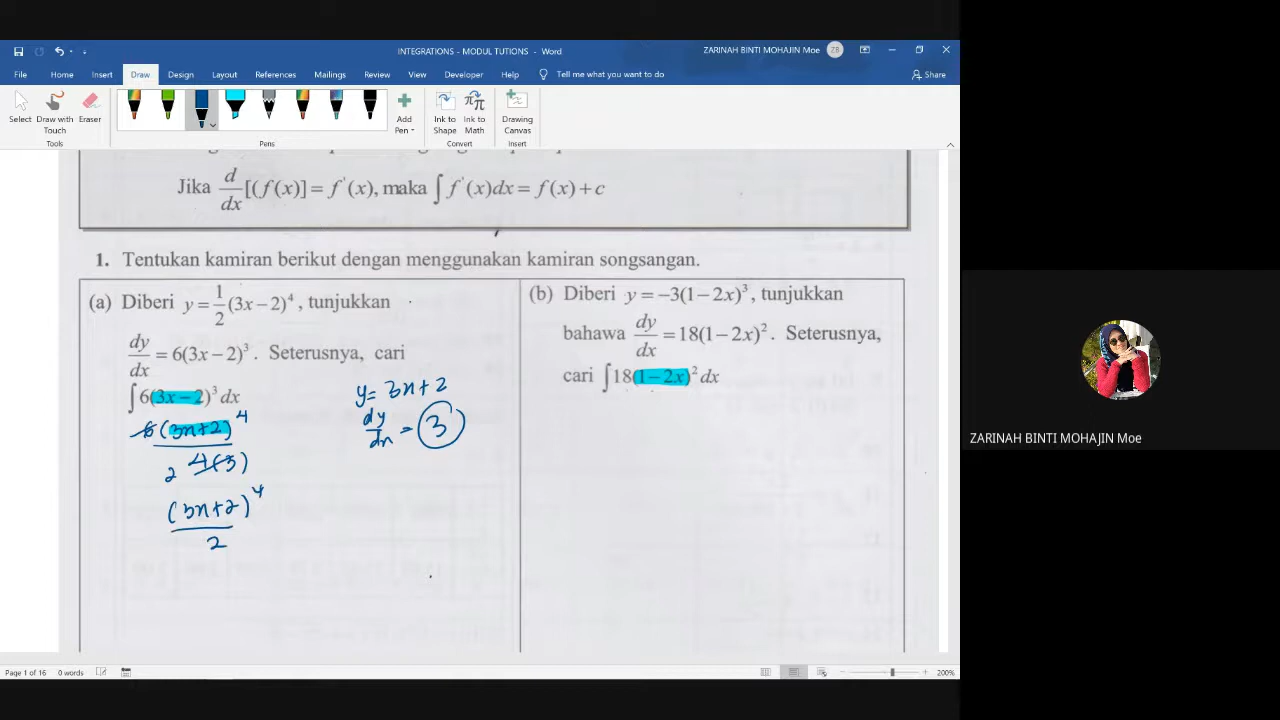 INTEGRATIONS - MODUL TUTIONS - Word
ZARINAH BINTI MOHAJIN Moe ZB
File Home Insert Draw Design Layout References Mailings Review View Developer Help Tell me what you want to do Share
Select Draw with Touch Eraser Add Pen Ink to Shape Ink to Math Drawing Canvas
Tools Pens Convert Insert
Jika d/dx [(f(x)] = f'(x), maka ∫ f'(x)dx = f(x) + c
1. Tentukan kamiran berikut dengan menggunakan kamiran songsangan.
(a) Diberi y = 1/2 (3x − 2)⁴, tunjukkan
dy/dx = 6(3x − 2)³. Seterusnya, cari
∫ 6(3x − 2)³ dx
6(3x+2)⁴
2 4(3)
(3x+2)⁴
2
y = 3x + 2
dy/dx = 3
(b) Diberi y = −3(1 − 2x)³, tunjukkan
bahawa dy/dx = 18(1 − 2x)². Seterusnya,
cari ∫ 18(1 − 2x)² dx
ZARINAH BINTI MOHAJIN Moe
Page 1 of 16 0 words 200%